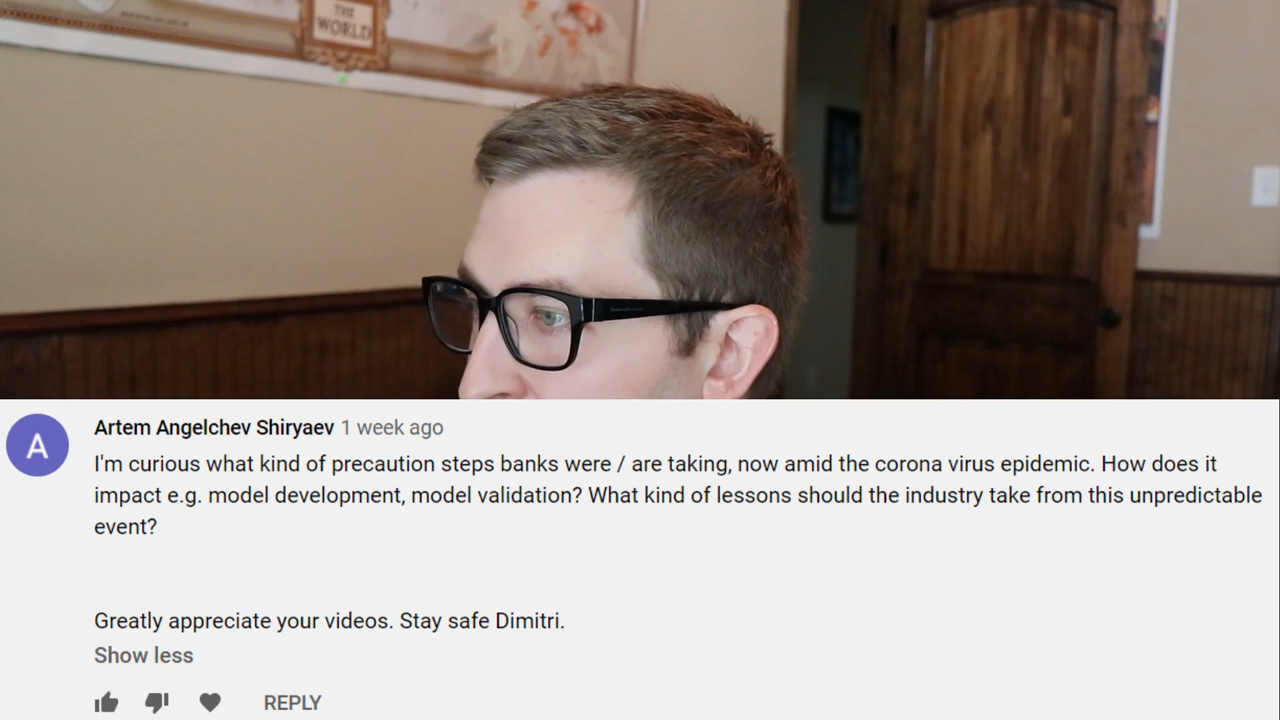 THE
WORLD
A
Artem Angelchev Shiryaev 1 week ago
I'm curious what kind of precaution steps banks were / are taking, now amid the corona virus epidemic. How does it
impact e.g. model development, model validation? What kind of lessons should the industry take from this unpredictable
event?
Greatly appreciate your videos. Stay safe Dimitri.
Show less
REPLY